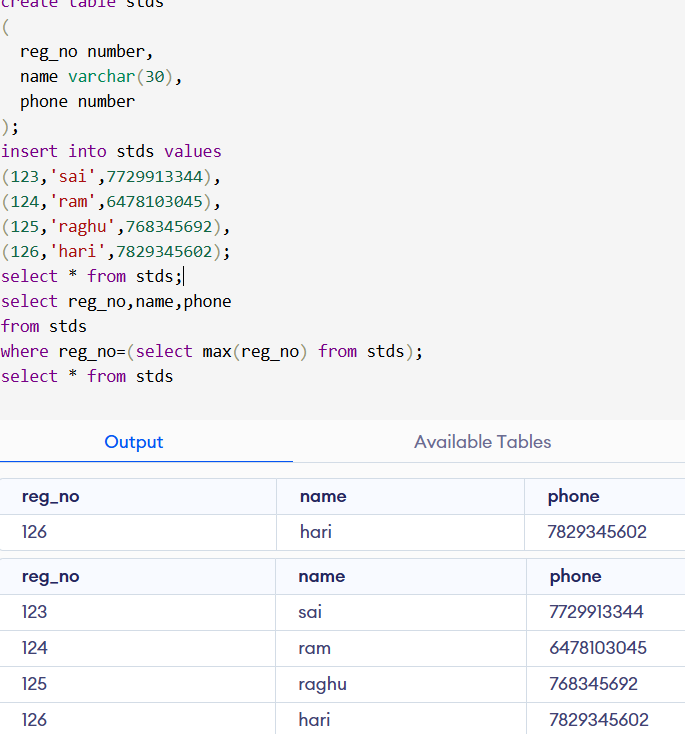 create table stds
(
reg_no number,
name varchar(30),
phone number
);
insert into stds values
(123,'sai',7729913344),
(124,'ram',6478103045),
(125,'raghu',768345692),
(126,'hari',7829345602);
select * from stds;
select reg_no,name,phone
from stds
where reg_no=(select max(reg_no) from stds);
select * from stds
Output Available Tables
reg_no name phone
126 hari 7829345602
reg_no name phone
123 sai 7729913344
124 ram 6478103045
125 raghu 768345692
126 hari 7829345602